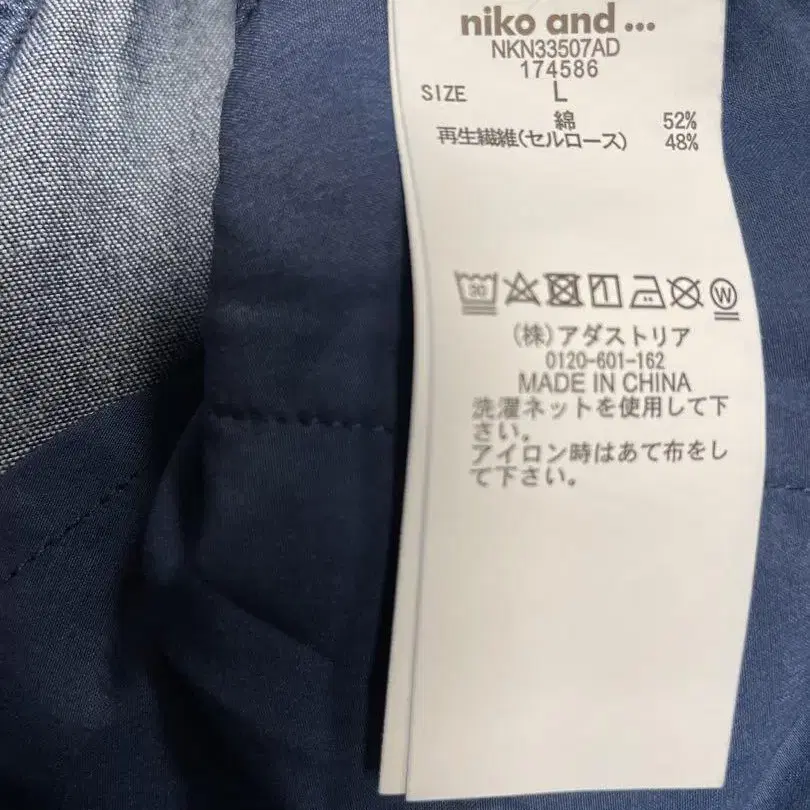 niko and ...
NKN33507AD
174586
SIZE L
綿 52%
再生繊維(セルロース) 48%
30
W
(株)アダストリア
0120-601-162
MADE IN CHINA
洗濯ネットを使用して下
さい。
アイロン時はあて布をし
て下さい。